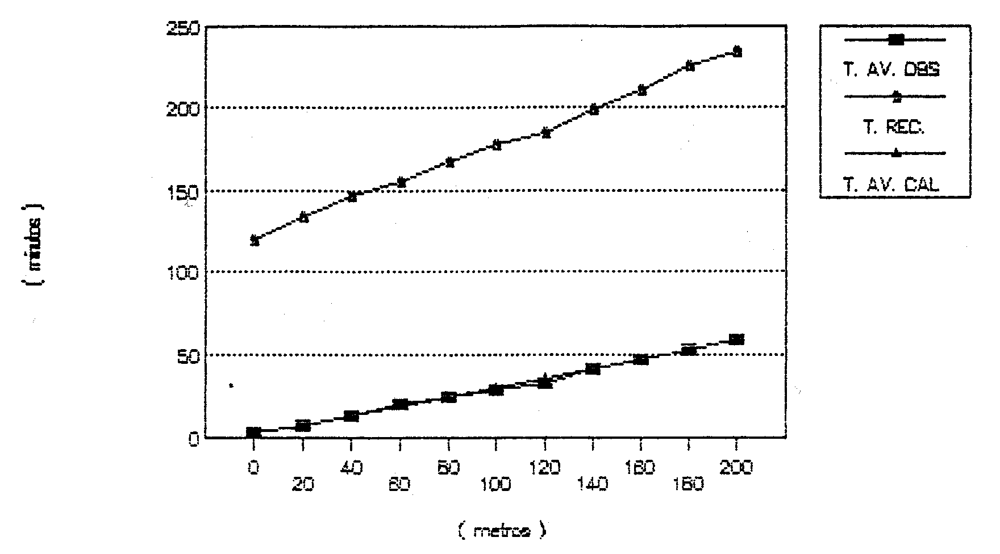 250
200
150
100
50
0
( minutos )
0 20 40 60 80 100 120 140 160 180 200
( metros )
T. AV. OBS
T. REC.
T. AV. CAL